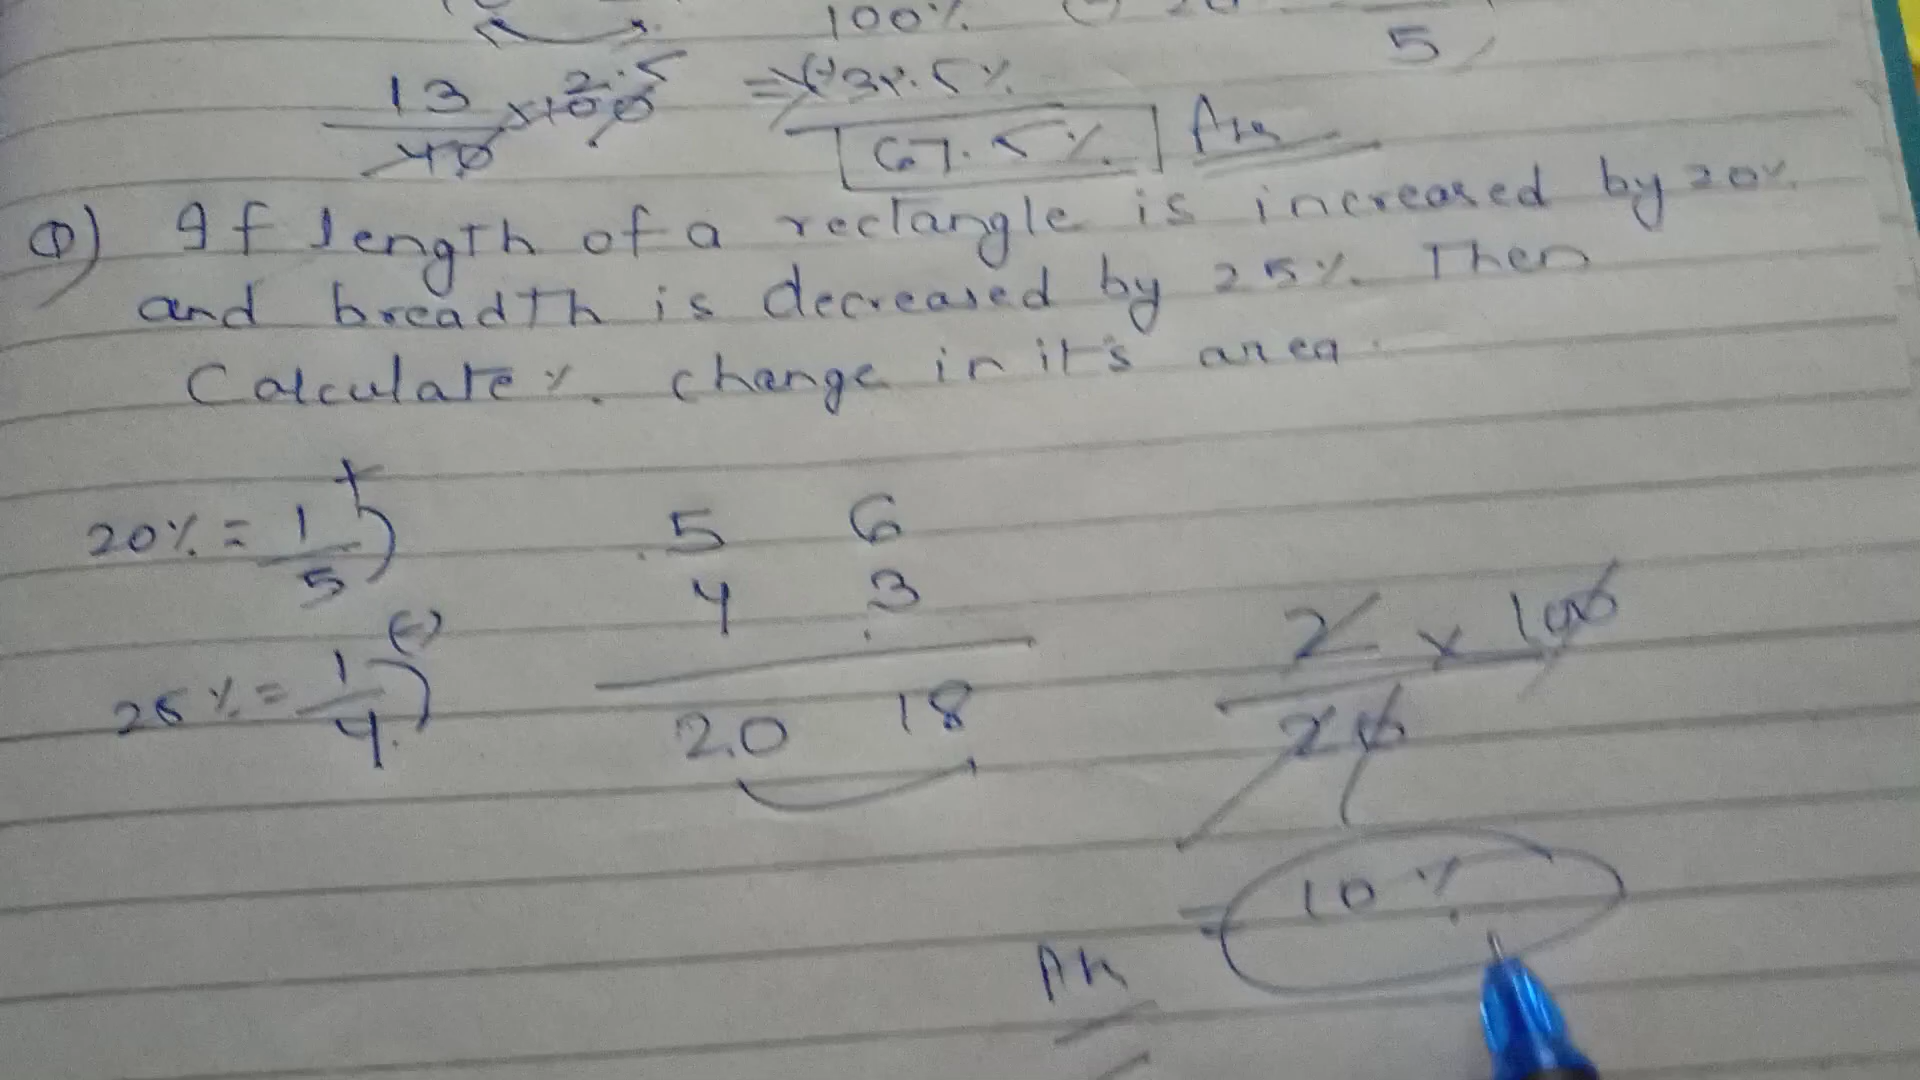 100%
5
13 × 100 2.5
40
= (-) 32.5%
67.5% Ans
Q) If length of a rectangle is increased by 20%
and breadth is decreased by 25%. Then
Calculate %. change in it's area.
20% = 1/5 +
5 6
4 3
25% = 1/4 (-)
20 18
2 × 100
20
= 10%
Ans